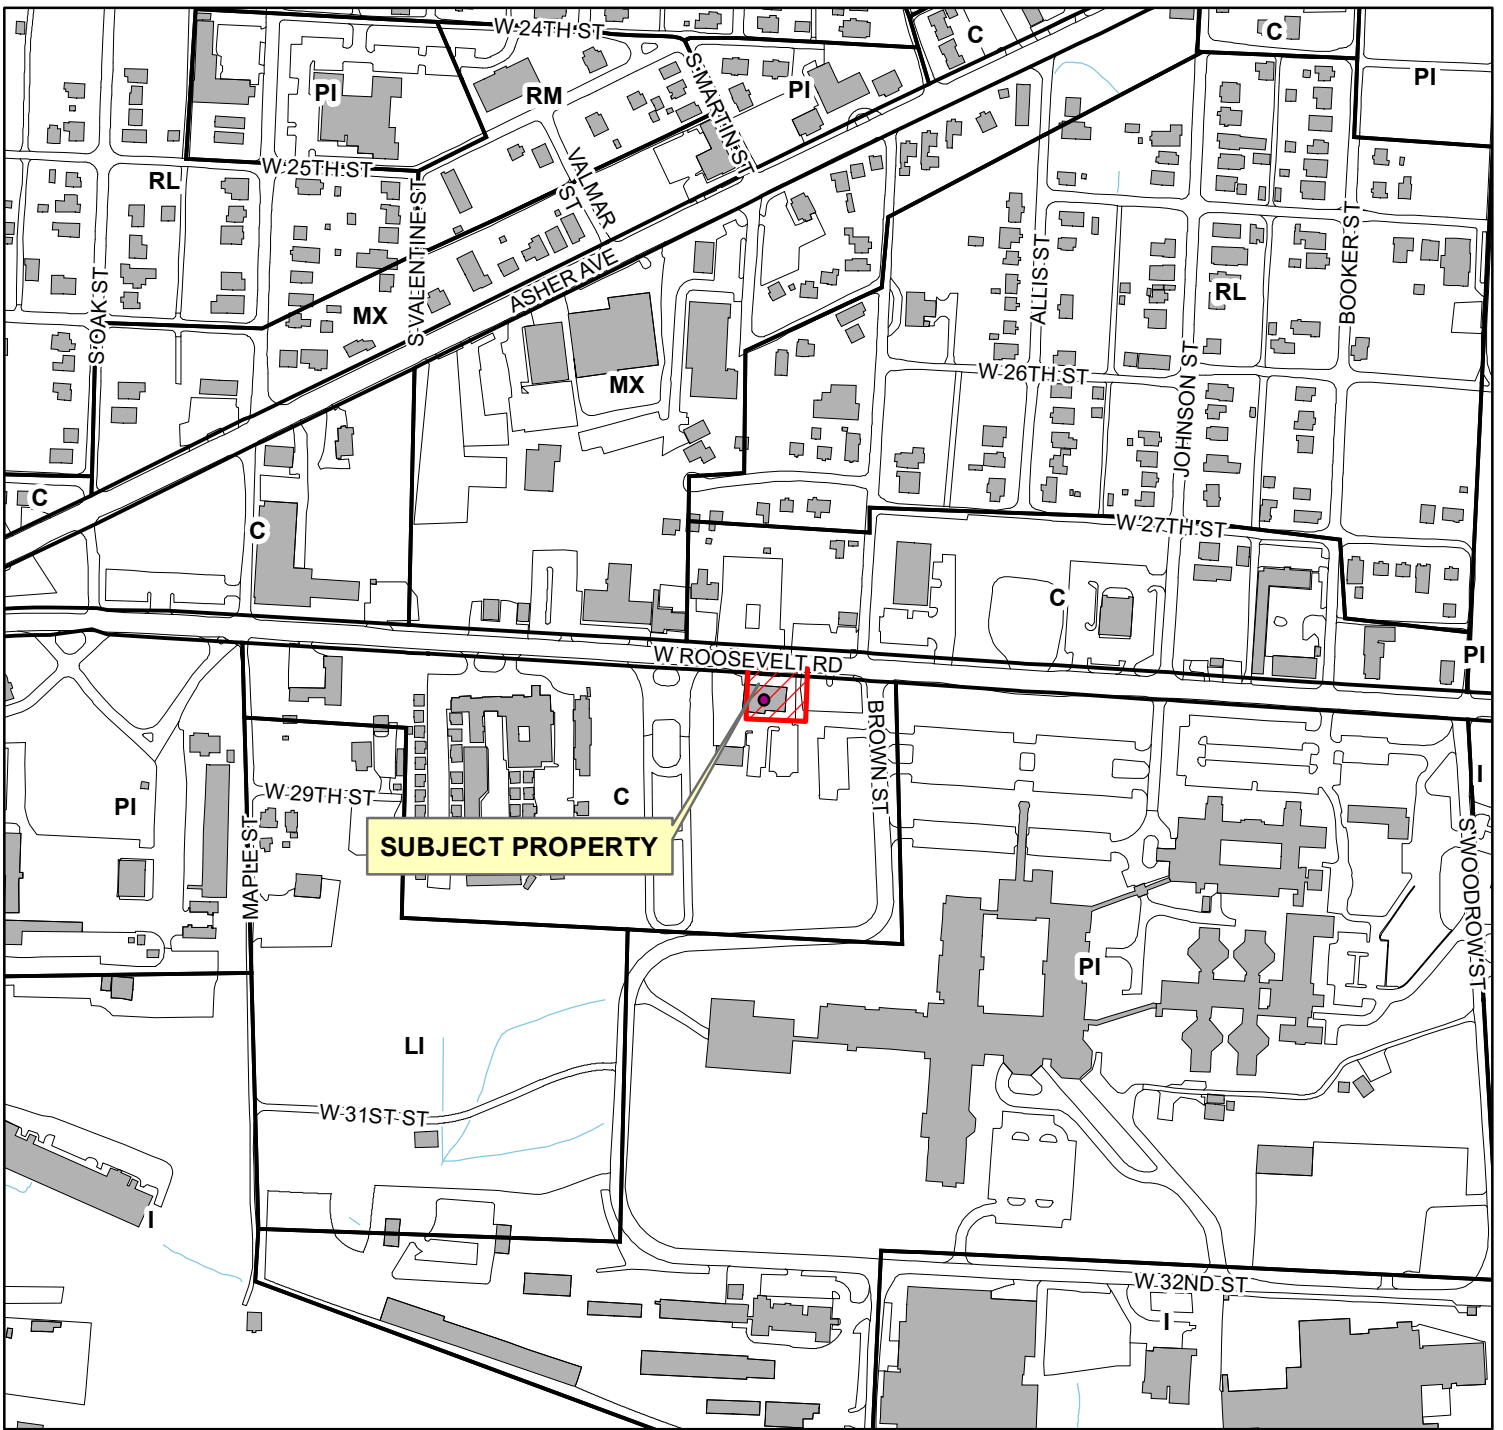 W 24TH ST
C
C
PI
PI
RM
PI
S MARTIN ST
W 25TH ST
RL
VALMAR
ST
S VALENTINE ST
S OAK ST
MX
ASHER AVE
ALLIS ST
RL
BOOKER ST
MX
W 26TH ST
JOHNSON ST
C
C
W 27TH ST
C
W ROOSEVELT RD
PI
BROWN ST
I
W 29TH ST
C
PI
SUBJECT PROPERTY
MAPLE ST
S WOODROW ST
PI
LI
W 31ST ST
I
W 32ND ST
I